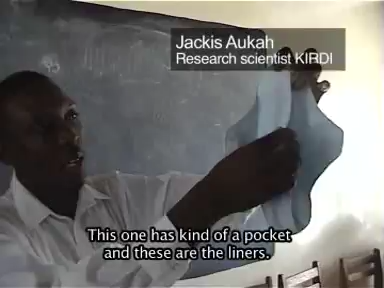 Jackis Aukah
Research scientist KIRDI
This one has kind of a pocket
and these are the liners.